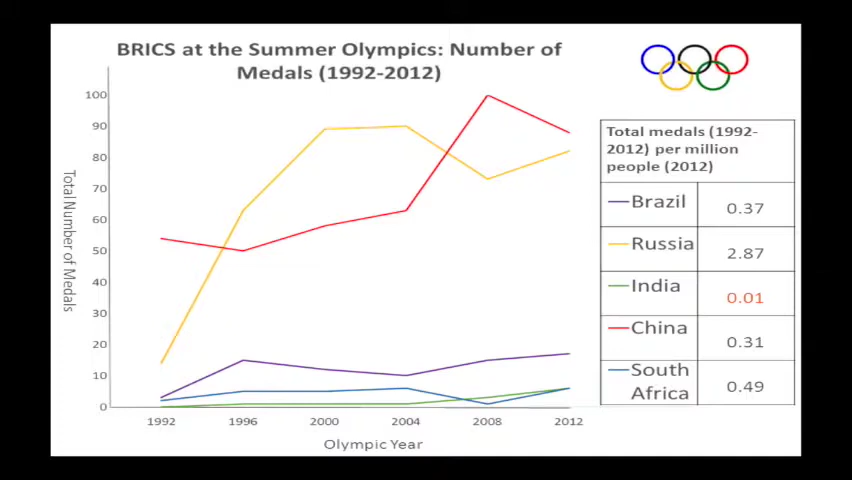 BRICS at the Summer Olympics: Number of
Medals (1992-2012)
Total Number of Medals
100
90
80
70
60
50
40
30
20
10
0
1992 1996 2000 2004 2008 2012
Olympic Year
Total medals (1992-
2012) per million
people (2012)
Brazil 0.37
Russia 2.87
India 0.01
China 0.31
South
Africa 0.49